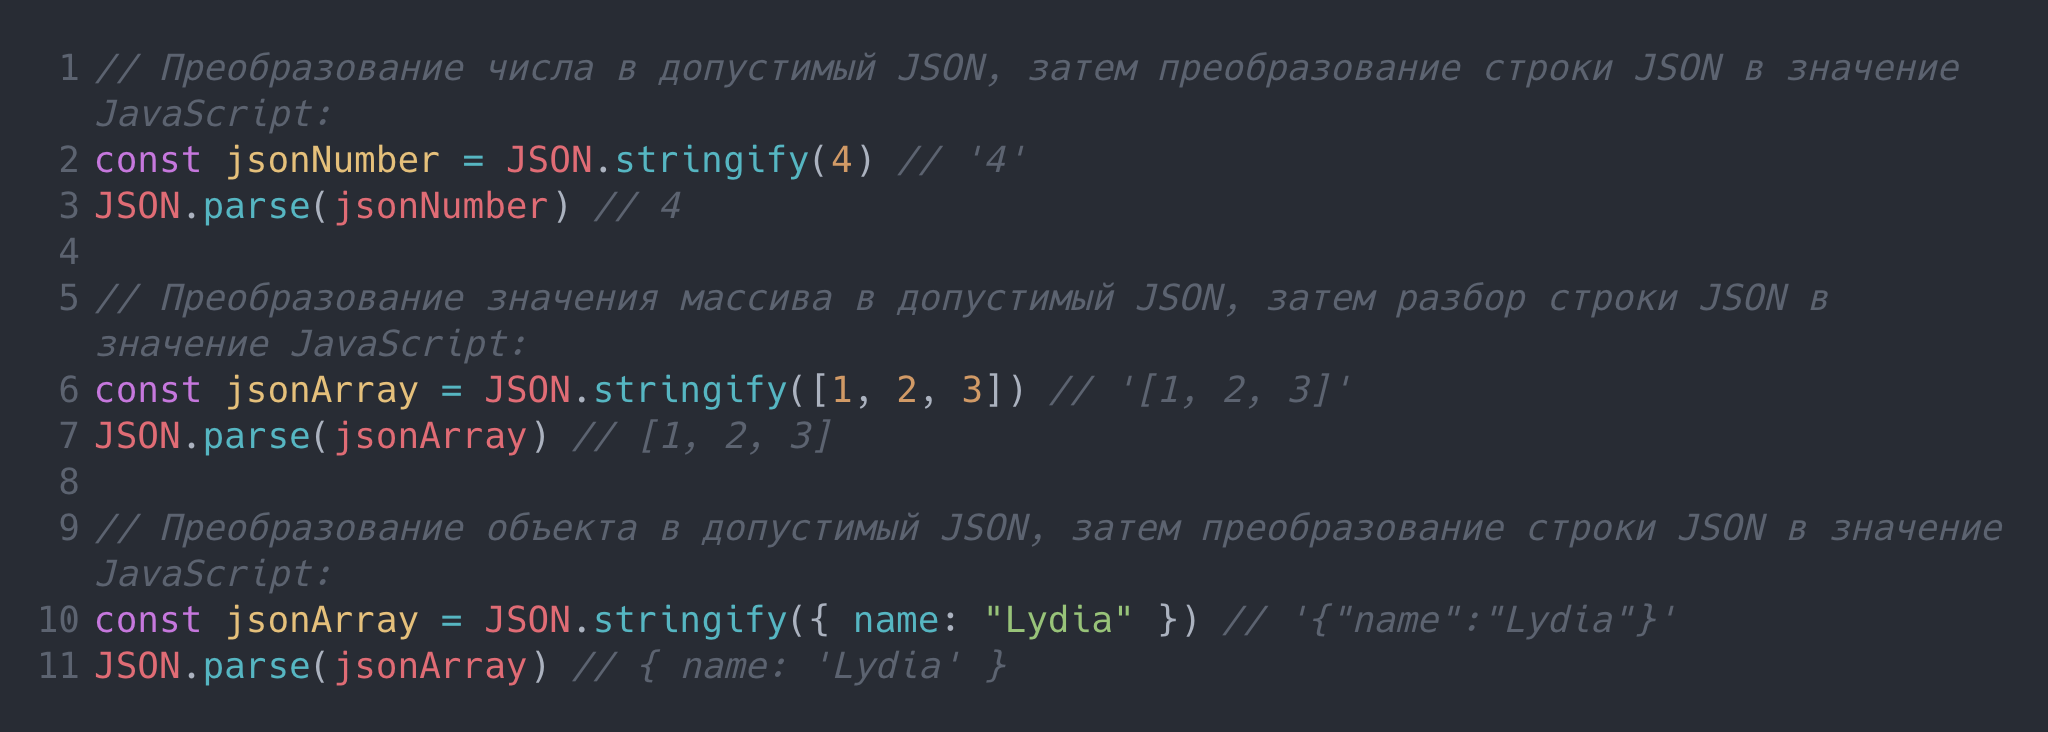 1 // Преобразование числа в допустимый JSON, затем преобразование строки JSON в значение
JavaScript:
2 const jsonNumber = JSON.stringify(4) // '4'
3 JSON.parse(jsonNumber) // 4
4
5 // Преобразование значения массива в допустимый JSON, затем разбор строки JSON в
значение JavaScript:
6 const jsonArray = JSON.stringify([1, 2, 3]) // '[1, 2, 3]'
7 JSON.parse(jsonArray) // [1, 2, 3]
8
9 // Преобразование объекта в допустимый JSON, затем преобразование строки JSON в значение
JavaScript:
10 const jsonArray = JSON.stringify({ name: "Lydia" }) // '{"name":"Lydia"}'
11 JSON.parse(jsonArray) // { name: 'Lydia' }